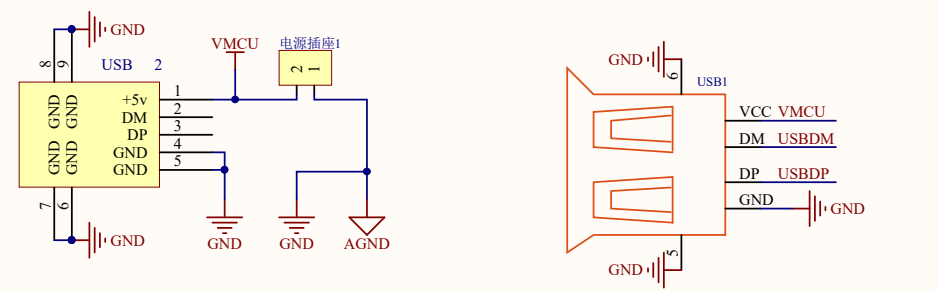 GND
8
9
USB 2
GND GND
GND GND
+5v 1
DM 2
DP 3
GND 4
GND 5
7
6
GND
VMCU
电源插座1
2 1
GND
GND
AGND
GND
6
USB1
VCC VMCU
DM USBDM
DP USBDP
GND
GND
5
GND